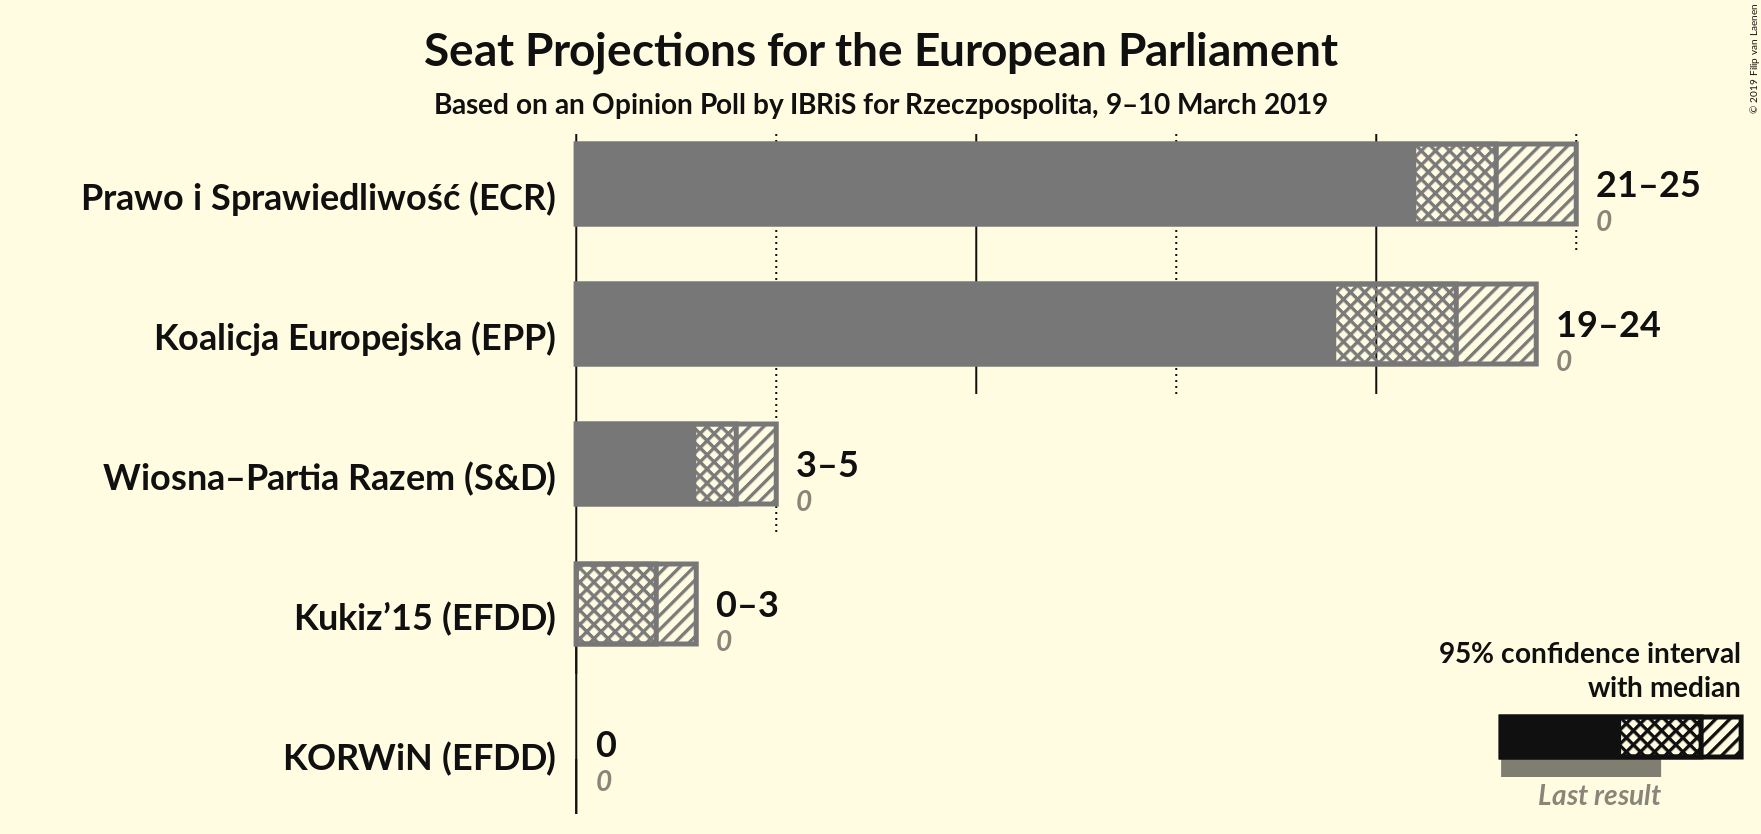 Seat Projections for the European Parliament
Based on an Opinion Poll by IBRiS for Rzeczpospolita, 9–10 March 2019
© 2019 Filip van Laenen
Prawo i Sprawiedliwość (ECR)
21–25
0
Koalicja Europejska (EPP)
19–24
0
Wiosna–Partia Razem (S&D)
3–5
0
Kukiz’15 (EFDD)
0–3
0
KORWiN (EFDD)
0
0
95% confidence interval
with median
Last result